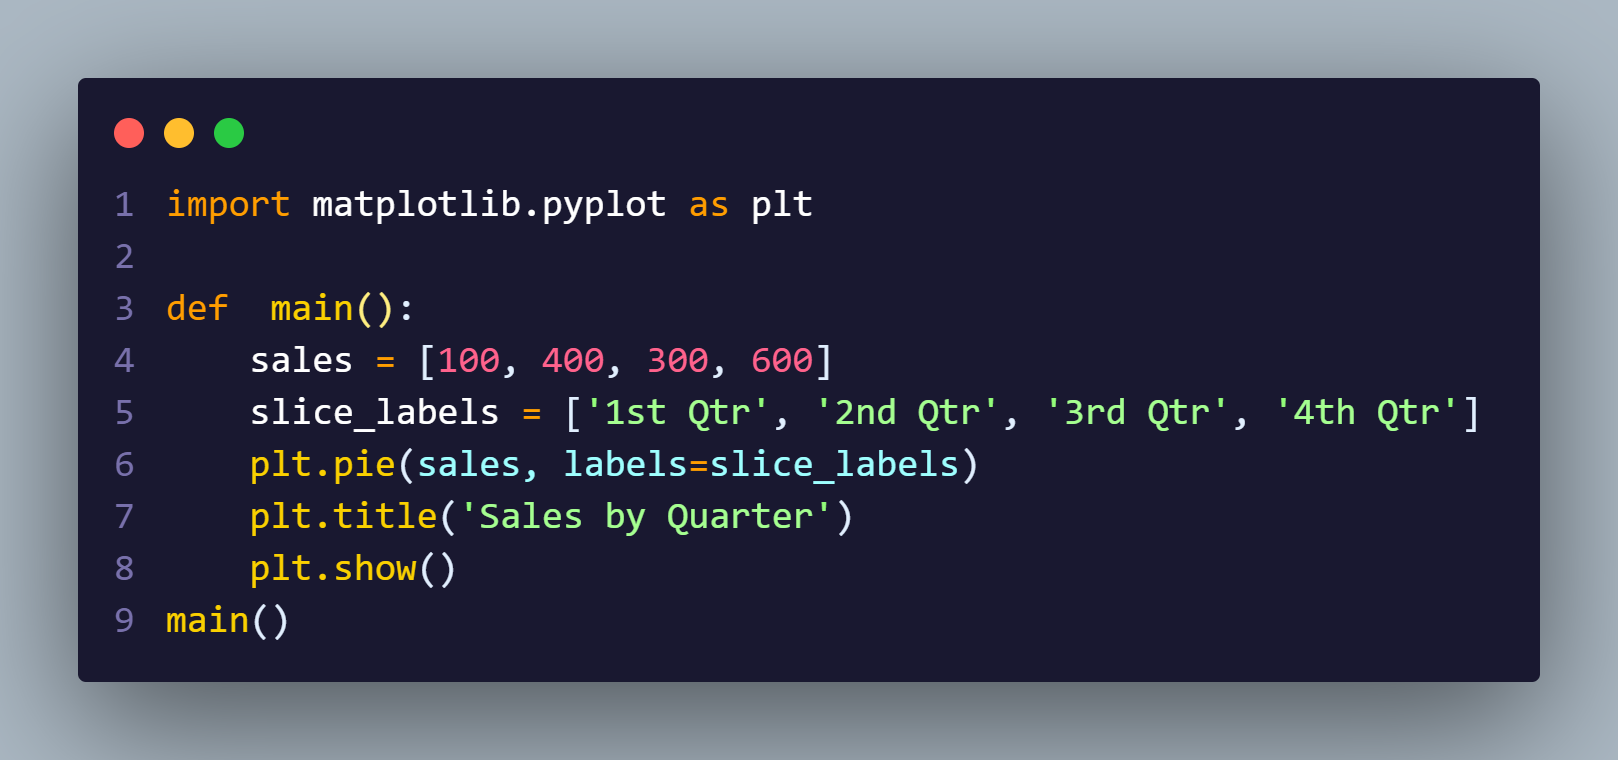 1 import matplotlib.pyplot as plt
2
3 def  main():
4     sales = [100, 400, 300, 600]
5     slice_labels = ['1st Qtr', '2nd Qtr', '3rd Qtr', '4th Qtr']
6     plt.pie(sales, labels=slice_labels)
7     plt.title('Sales by Quarter')
8     plt.show()
9 main()